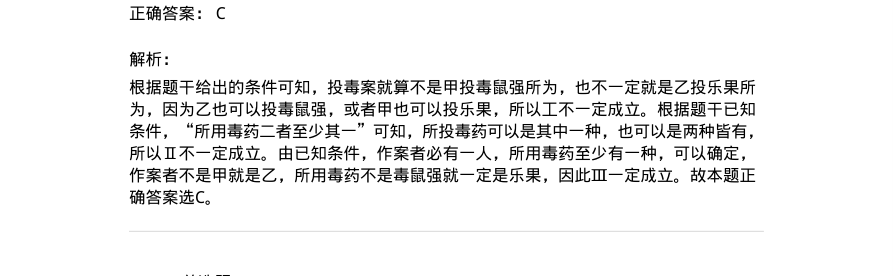 正确答案： C
解析：
根据题干给出的条件可知，投毒案就算不是甲投毒鼠强所为，也不一定就是乙投乐果所
为，因为乙也可以投毒鼠强，或者甲也可以投乐果，所以工不一定成立。根据题干已知
条件，“所用毒药二者至少其一”可知，所投毒药可以是其中一种，也可以是两种皆有，
所以Ⅱ不一定成立。由已知条件，作案者必有一人，所用毒药至少有一种，可以确定，
作案者不是甲就是乙，所用毒药不是毒鼠强就一定是乐果，因此Ⅲ一定成立。故本题正
确答案选C。